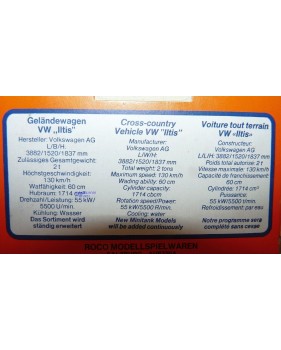 Geländewagen
VW „Iltis"
Hersteller: Volkswagen AG
L/B/H:
3882/1520/1837 mm
Zulässiges Gesamtgewicht:
2 t
Höchstgeschwindigkeit:
130 km/h
Watfähigkeit: 60 cm
Hubraum: 1714 cm³
Drehzahl/Leistung: 55 kW/
5500 U/min.
Kühlung: Wasser
Das Sortiment wird
ständig erweitert
Cross-country
Vehicle VW "Iltis"
Manufacturer:
Volkswagen AG
L/W/H:
3882/1520/1837 mm
Total weight: 2 tons
Maximum speed: 130 km/h
Wading ability: 60 cm
Cylinder capacity:
1714 cm³
Rotation speed/Power:
55 kW/5500 R/min.
Cooling: water
New Minitank Models
will be added continuously
Voiture tout terrain
VW «Iltis»
Constructeur:
Volkswagen AG
L/L/H: 3882/1520/1837 mm
Poids total autorisé: 2 t
Vitesse maximale: 130 km/h
Capacité de franchissement:
60 cm
Cylindrée: 1714 cm³
Puissance:
55 kW/5500 t/min.
Refroidissement: par eau
Notre programme sera
complété sans cesse
ROCO MODELLSPIELWAREN